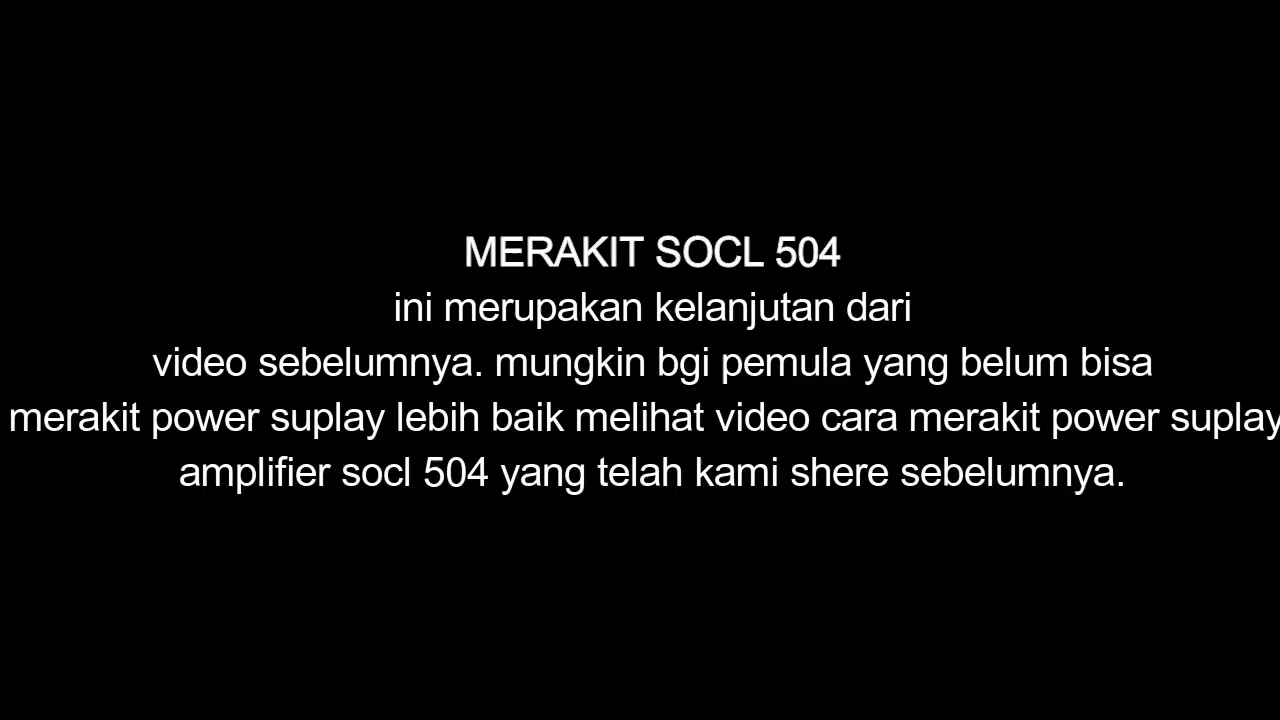 MERAKIT SOCL 504
ini merupakan kelanjutan dari
video sebelumnya. mungkin bgi pemula yang belum bisa
merakit power suplay lebih baik melihat video cara merakit power suplay
amplifier socl 504 yang telah kami shere sebelumnya.